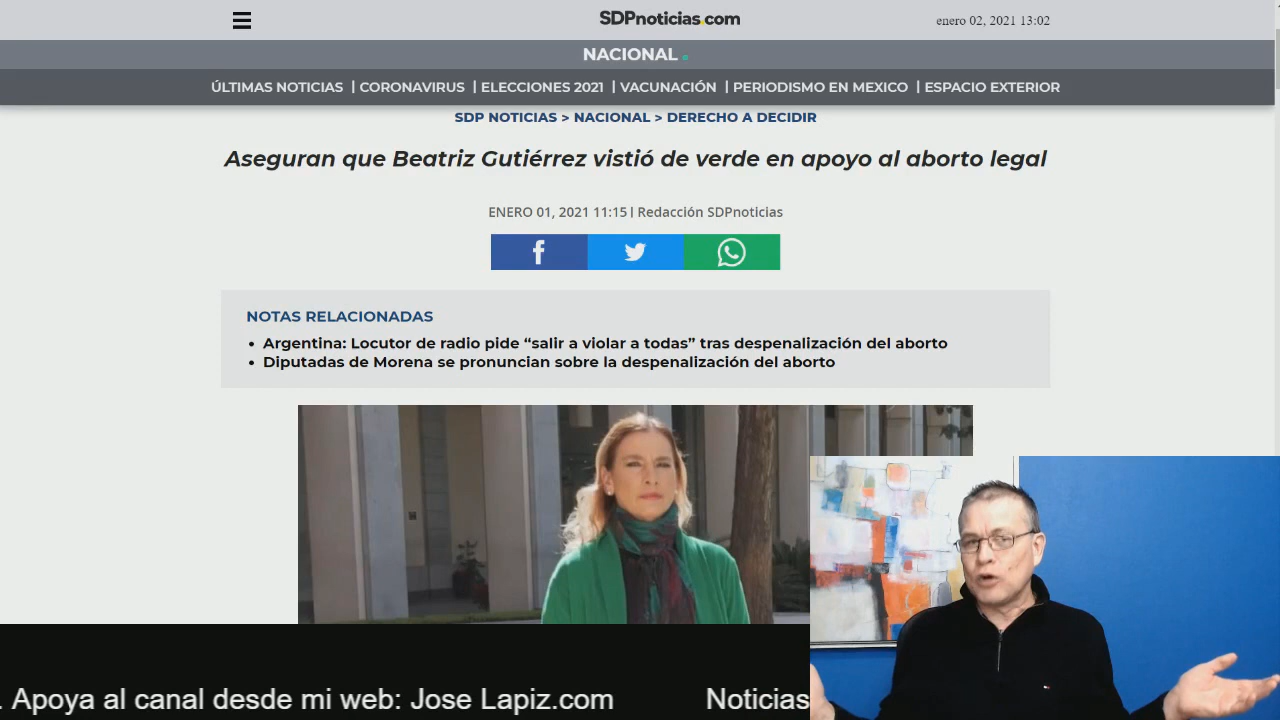 SDPnoticias.com
enero 02, 2021 13:02
NACIONAL
ÚLTIMAS NOTICIAS | CORONAVIRUS | ELECCIONES 2021 | VACUNACIÓN | PERIODISMO EN MEXICO | ESPACIO EXTERIOR
SDP NOTICIAS > NACIONAL > DERECHO A DECIDIR
Aseguran que Beatriz Gutiérrez vistió de verde en apoyo al aborto legal
ENERO 01, 2021 11:15 | Redacción SDPnoticias
NOTAS RELACIONADAS
• Argentina: Locutor de radio pide “salir a violar a todas” tras despenalización del aborto
• Diputadas de Morena se pronuncian sobre la despenalización del aborto
. Apoya al canal desde mi web: Jose Lapiz.com Noticias